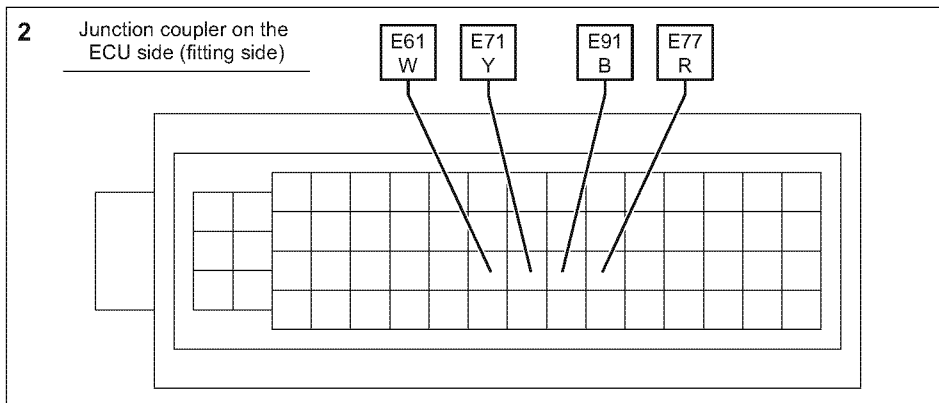 2
Junction coupler on the
ECU side (fitting side)
E61
W
E71
Y
E91
B
E77
R